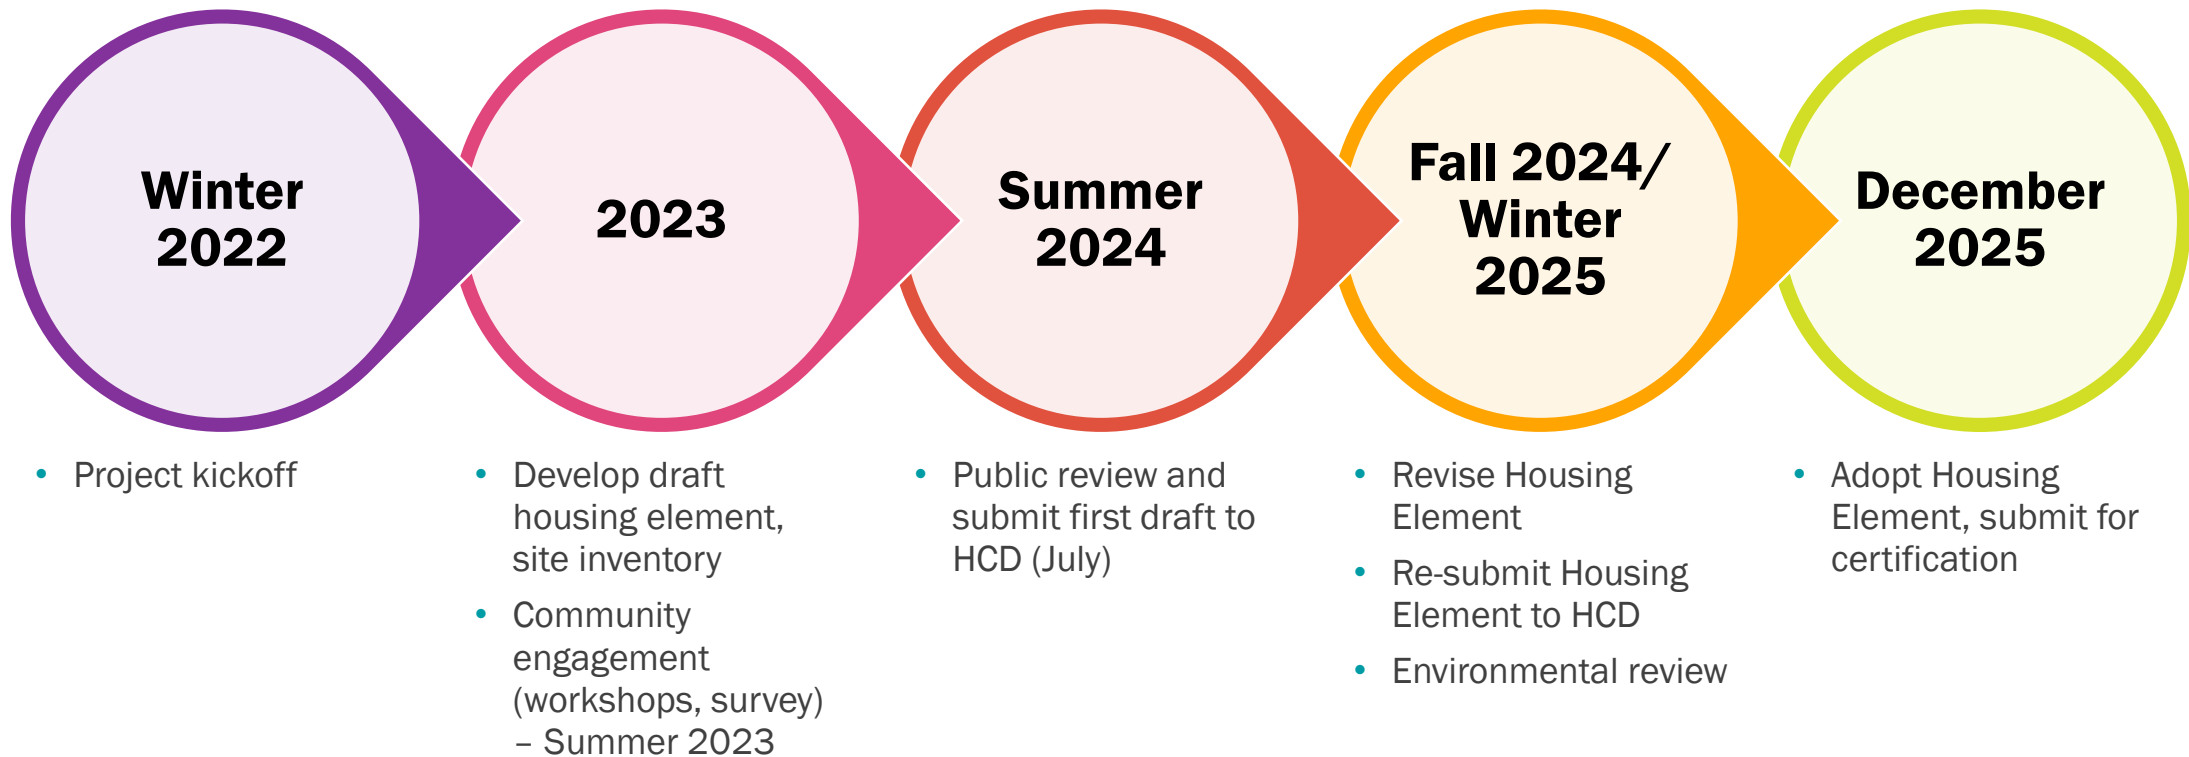 Winter
2022
2023
Summer
2024
Fall 2024/
Winter
2025
December
2025
• Project kickoff
• Develop draft
housing element,
site inventory
• Community
engagement
(workshops, survey)
– Summer 2023
• Public review and
submit first draft to
HCD (July)
• Revise Housing
Element
• Re-submit Housing
Element to HCD
• Environmental review
• Adopt Housing
Element, submit for
certification